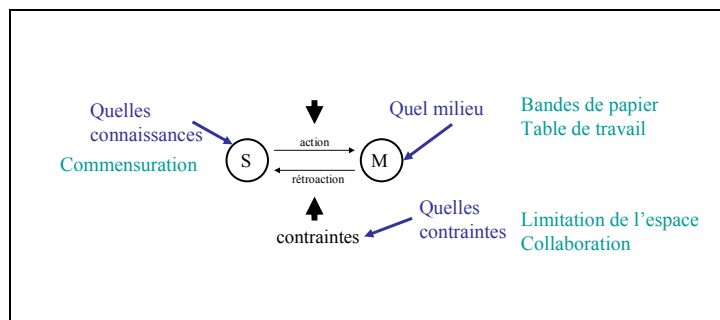 Quelles
connaissances
Commensuration
S
action
rétroaction
M
Quel milieu
Bandes de papier
Table de travail
contraintes
Quelles
contraintes
Limitation de l'espace
Collaboration